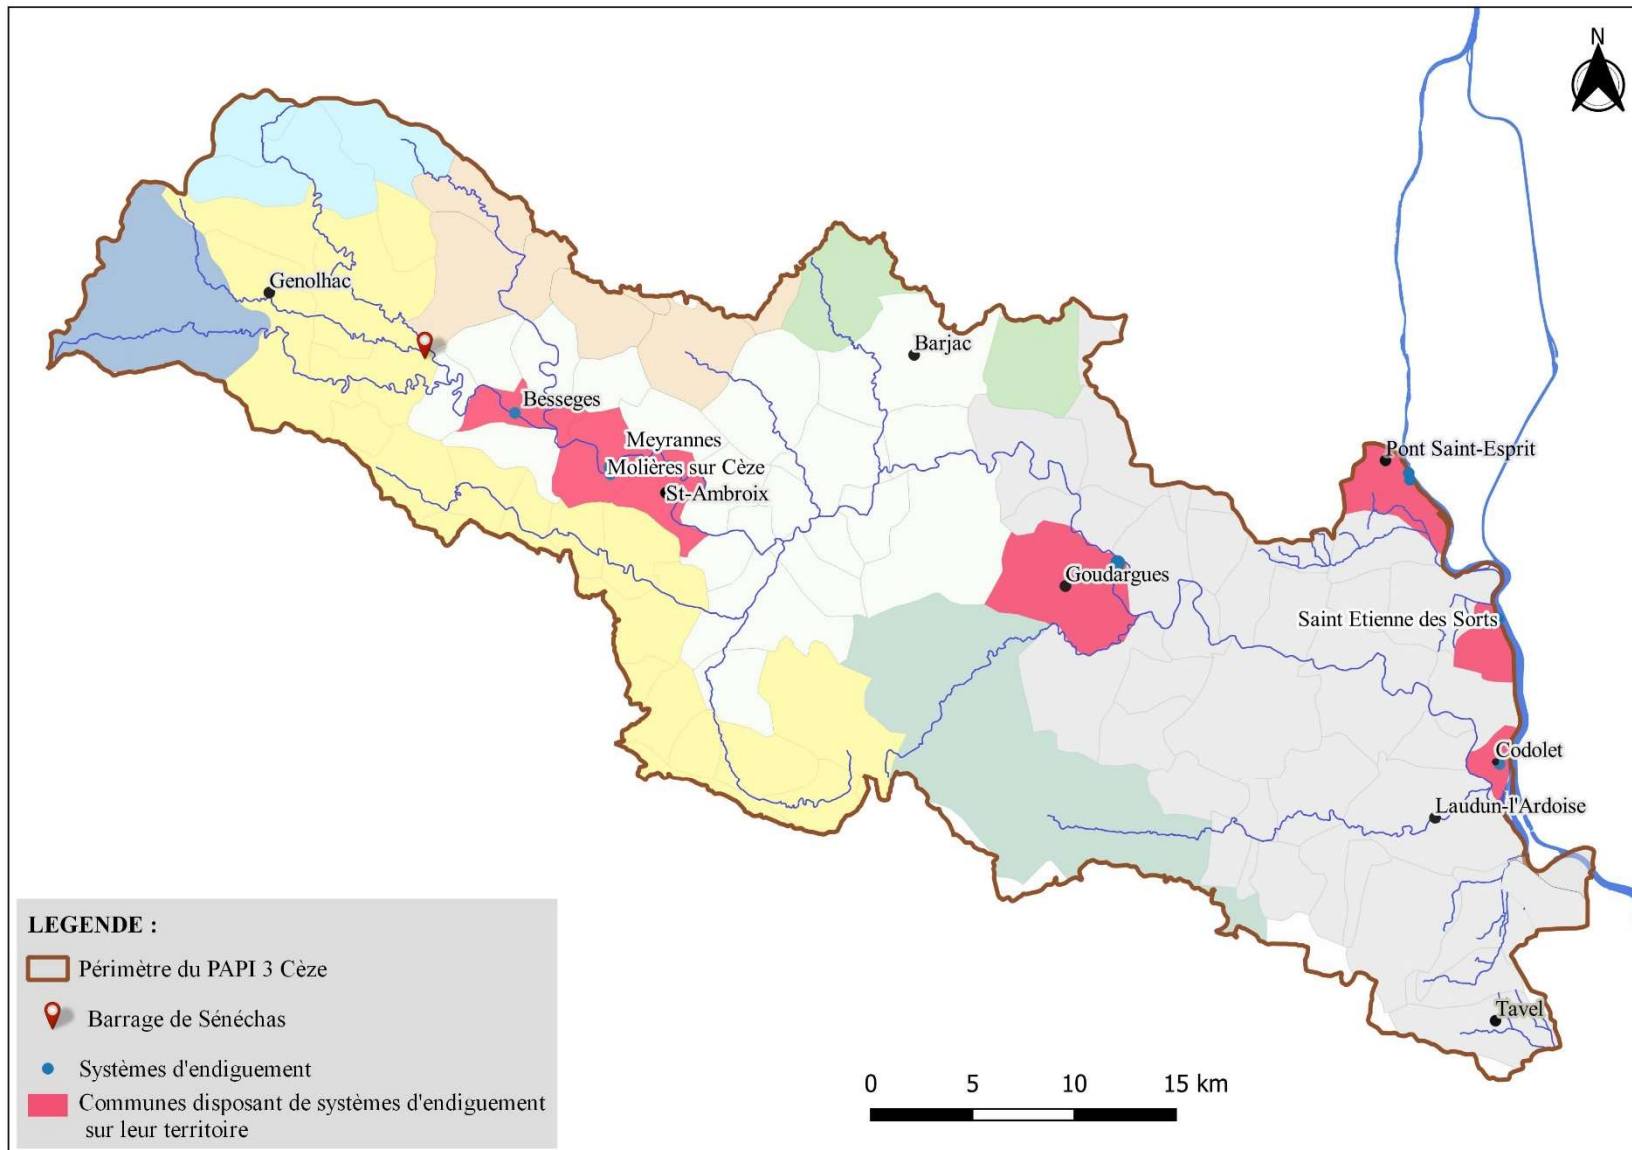 N
Genolhac
Barjac
Besseges
Meyrannes
Molières sur Cèze
St-Ambroix
Pont Saint-Esprit
Goudargues
Saint Etienne des Sorts
Codolet
Laudun-l'Ardoise
Tavel
LEGENDE :
Périmètre du PAPI 3 Cèze
Barrage de Sénéchas
Systèmes d'endiguement
Communes disposant de systèmes d'endiguement
sur leur territoire
0 5 10 15 km